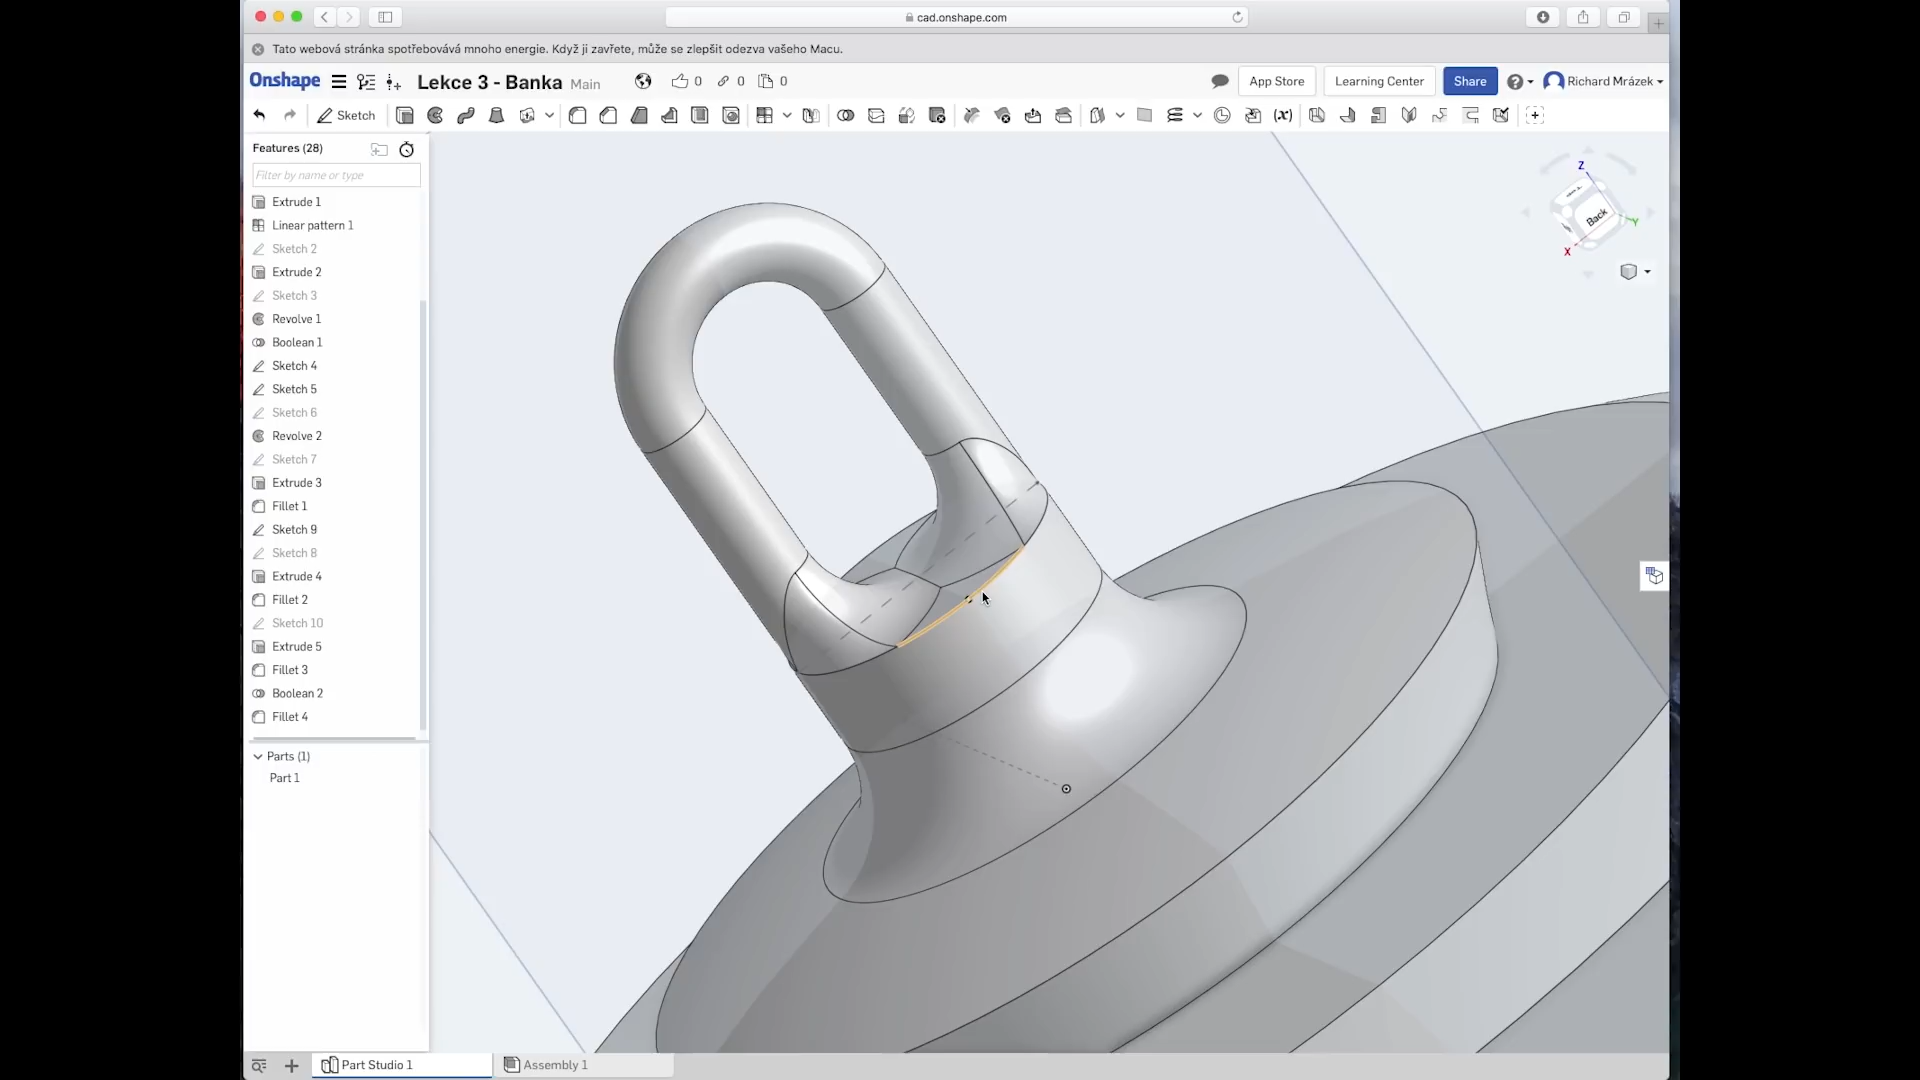 cad.onshape.com
Tato webová stránka spotřebovává mnoho energie. Když ji zavřete, může se zlepšit odezva vašeho Macu.
Onshape Lekce 3 - Banka Main 0 0 0 App Store Learning Center Share Richard Mrázek
Sketch (x)
Features (28)
Filter by name or type
Extrude 1
Linear pattern 1
Sketch 2
Extrude 2
Sketch 3
Revolve 1
Boolean 1
Sketch 4
Sketch 5
Sketch 6
Revolve 2
Sketch 7
Extrude 3
Fillet 1
Sketch 9
Sketch 8
Extrude 4
Fillet 2
Sketch 10
Extrude 5
Fillet 3
Boolean 2
Fillet 4
Parts (1)
Part 1
Z
Back
Y
X
Part Studio 1 Assembly 1